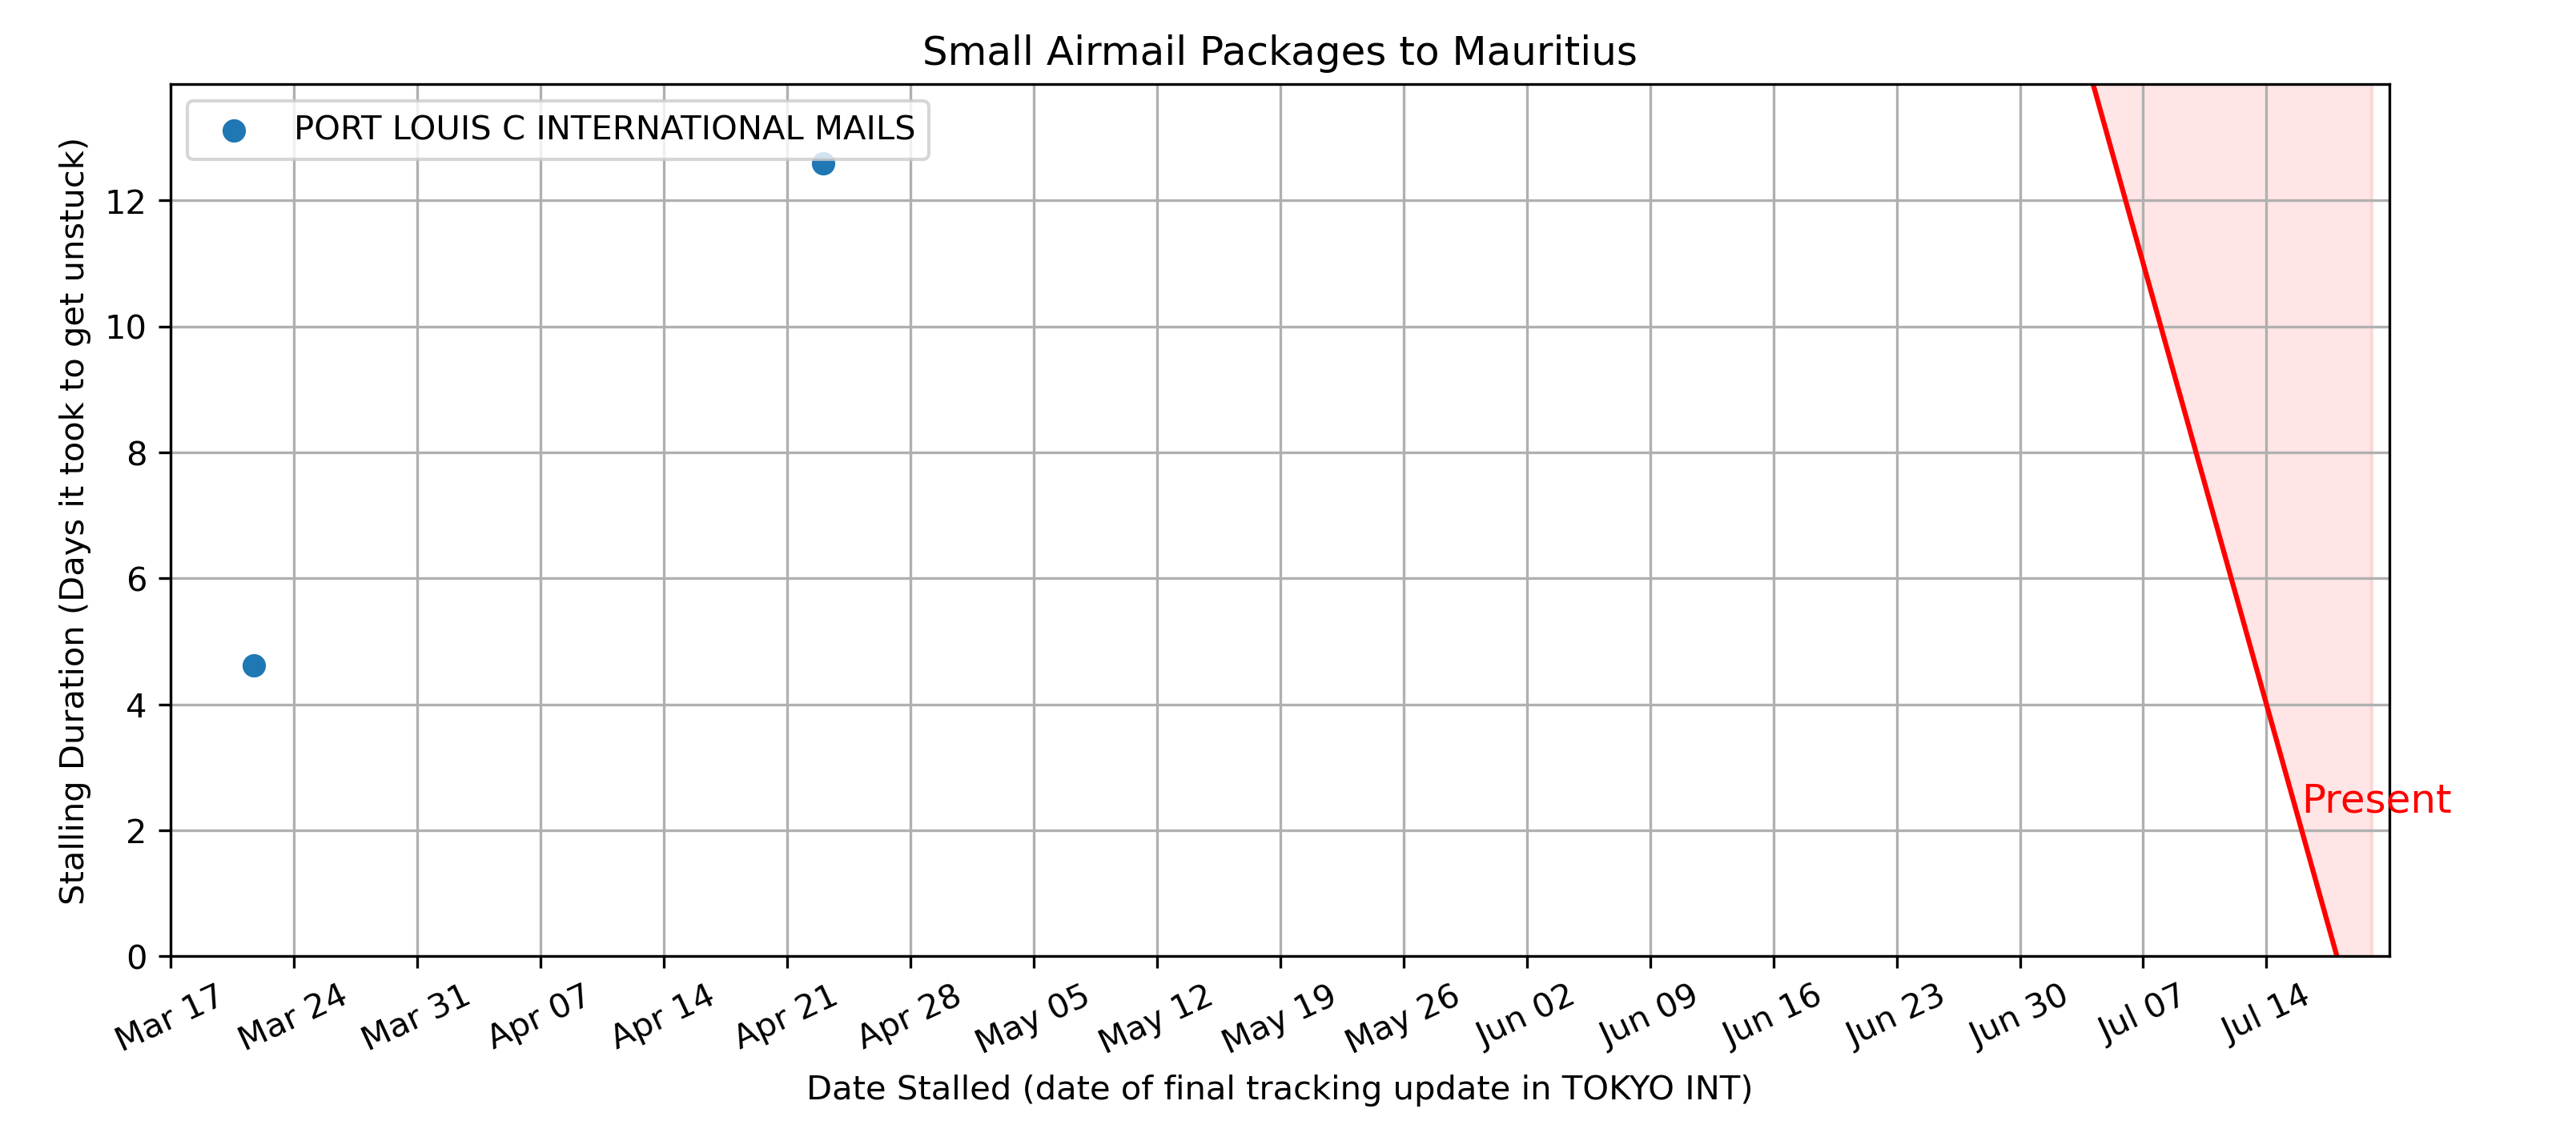 Small Airmail Packages to Mauritius
PORT LOUIS C INTERNATIONAL MAILS
Stalling Duration (Days it took to get unstuck)
12
10
8
6
4
2
0
Present
Mar 17
Mar 24
Mar 31
Apr 07
Apr 14
Apr 21
Apr 28
May 05
May 12
May 19
May 26
Jun 02
Jun 09
Jun 16
Jun 23
Jun 30
Jul 07
Jul 14
Date Stalled (date of final tracking update in TOKYO INT)